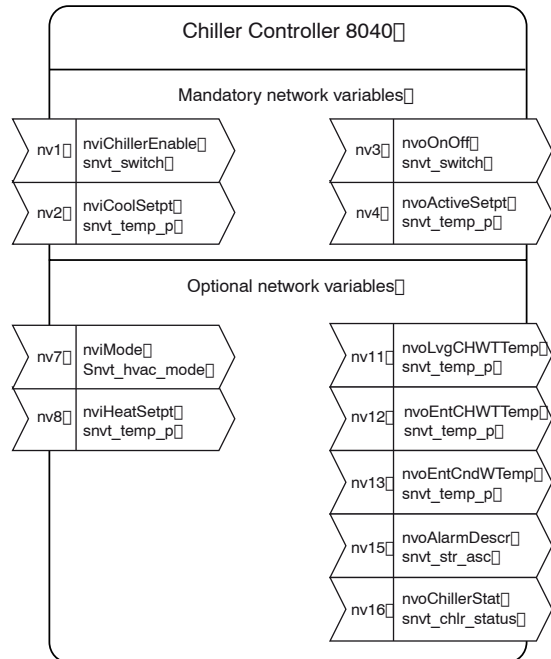 Chiller Controller 8040
Mandatory network variables
nv1 nviChillerEnable
snvt_switch
nv3 nvoOnOff
snvt_switch
nv2 nviCoolSetpt
snvt_temp_p
nv4 nvoActiveSetpt
snvt_temp_p
Optional network variables
nv7 nviMode
Snvt_hvac_mode
nv11 nvoLvgCHWTTemp
snvt_temp_p
nv8 nviHeatSetpt
snvt_temp_p
nv12 nvoEntCHWTTemp
snvt_temp_p
nv13 nvoEntCndWTemp
snvt_temp_p
nv15 nvoAlarmDescr
snvt_str_asc
nv16 nvoChillerStat
snvt_chlr_status